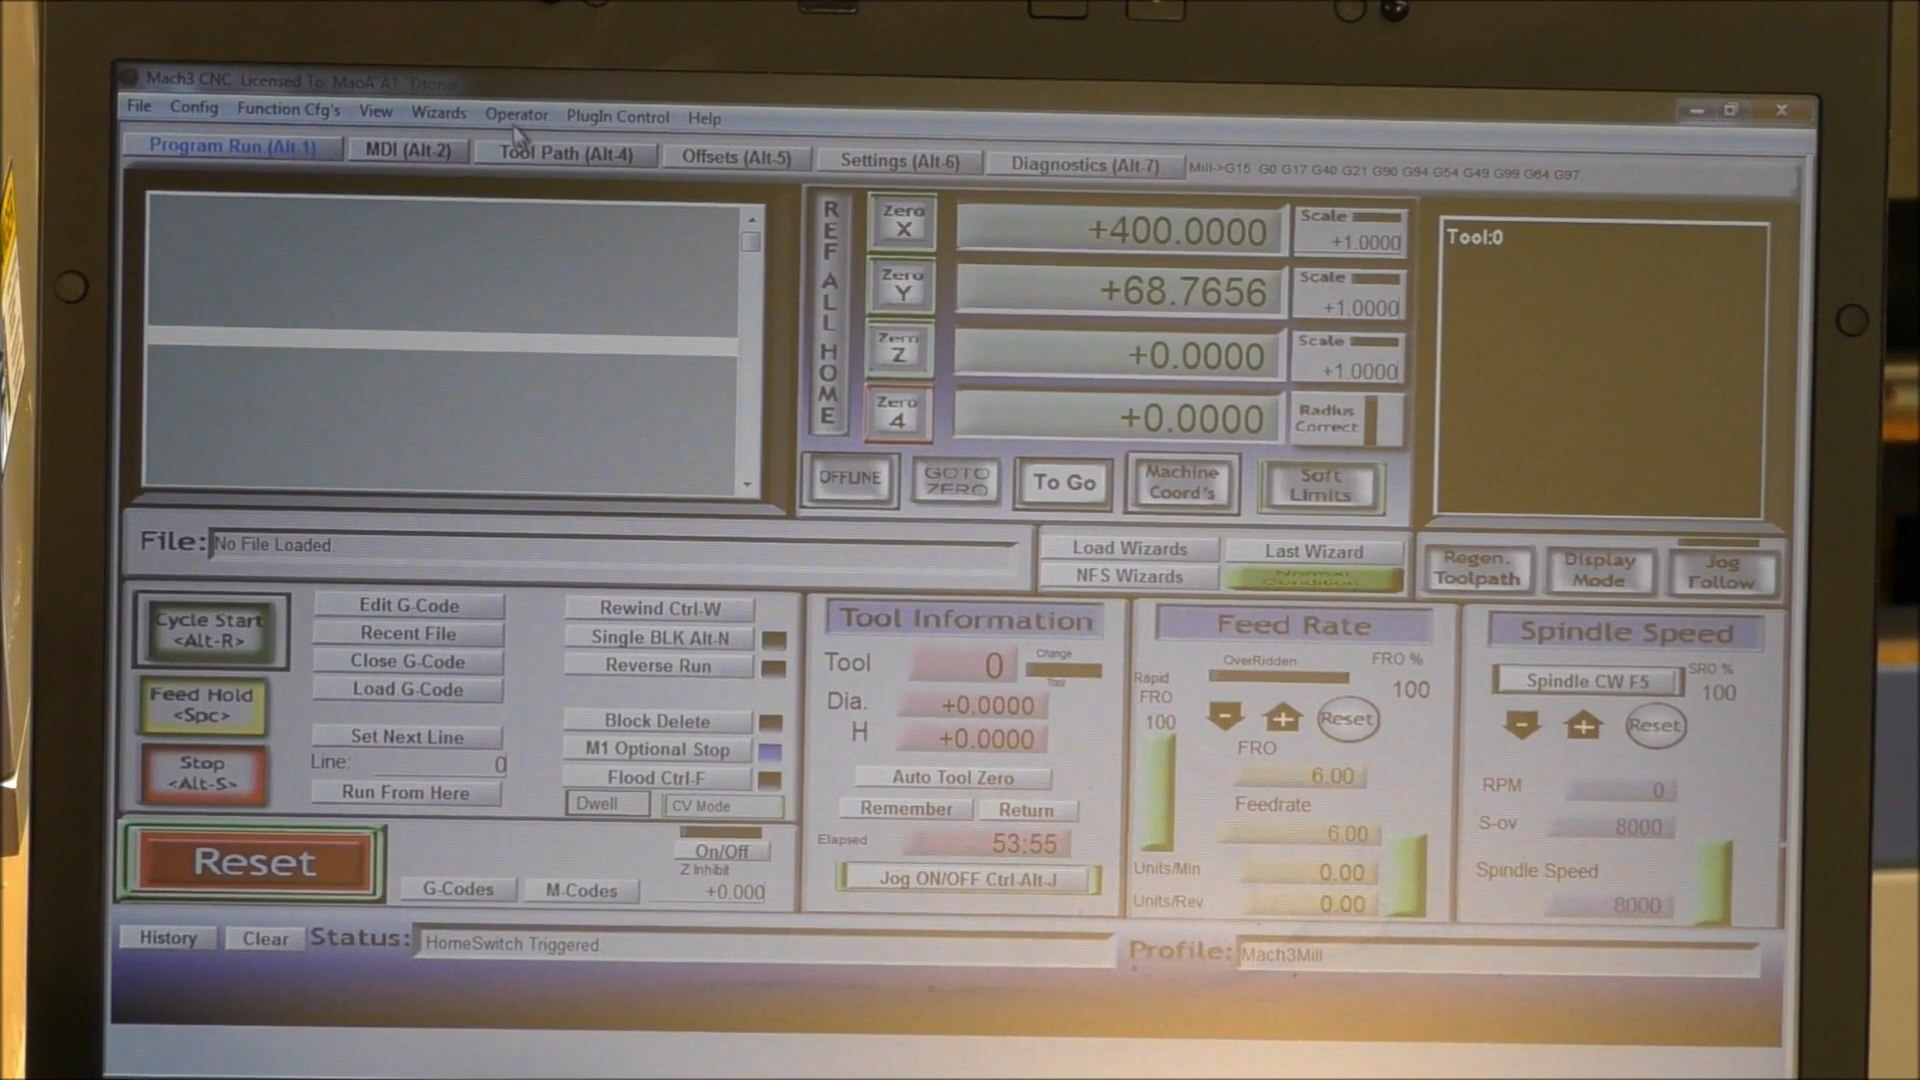 Mach3 CNC Licensed To:
File Config Function Cfg's View Wizards Operator PlugIn Control Help
Program Run (Alt-1) MDI (Alt-2) Tool Path (Alt-4) Offsets (Alt-5) Settings (Alt-6) Diagnostics (Alt-7) Mill->G15 G0 G17 G40 G21 G90 G94 G54 G49 G99 G64 G97
REF ALL HOME
Zero X +400.0000 Scale +1.0000
Zero Y +68.7656 Scale +1.0000
Zero Z +0.0000 Scale +1.0000
Zero 4 +0.0000 Radius Correct
OFFLINE GOTO ZERO To Go Machine Coord's Soft Limits
Tool:0
File: No File Loaded.
Load Wizards Last Wizard
NFS Wizards Normal Condition
Regen. Toolpath Display Mode Jog Follow
Cycle Start <Alt-R>
Feed Hold <Spc>
Stop <Alt-S>
Edit G-Code
Recent File
Close G-Code
Load G-Code
Set Next Line
Line: 0
Run From Here
Rewind Ctrl-W
Single BLK Alt-N
Reverse Run
Block Delete
M1 Optional Stop
Flood Ctrl-F
Dwell CV Mode
Reset
G-Codes M-Codes
On/Off
Z Inhibit
+0.000
Tool Information
Tool 0 Change Tool
Dia. +0.0000
H +0.0000
Auto Tool Zero
Remember Return
Elapsed 53:55
Jog ON/OFF Ctrl-Alt-J
Feed Rate
OverRidden FRO %
100
Rapid FRO
100
Reset
FRO
6.00
Feedrate
6.00
Units/Min 0.00
Units/Rev 0.00
Spindle Speed
Spindle CW F5 SRO %
100
Reset
RPM 0
S-ov 8000
Spindle Speed
8000
History Clear Status: HomeSwitch Triggered. Profile: Mach3Mill